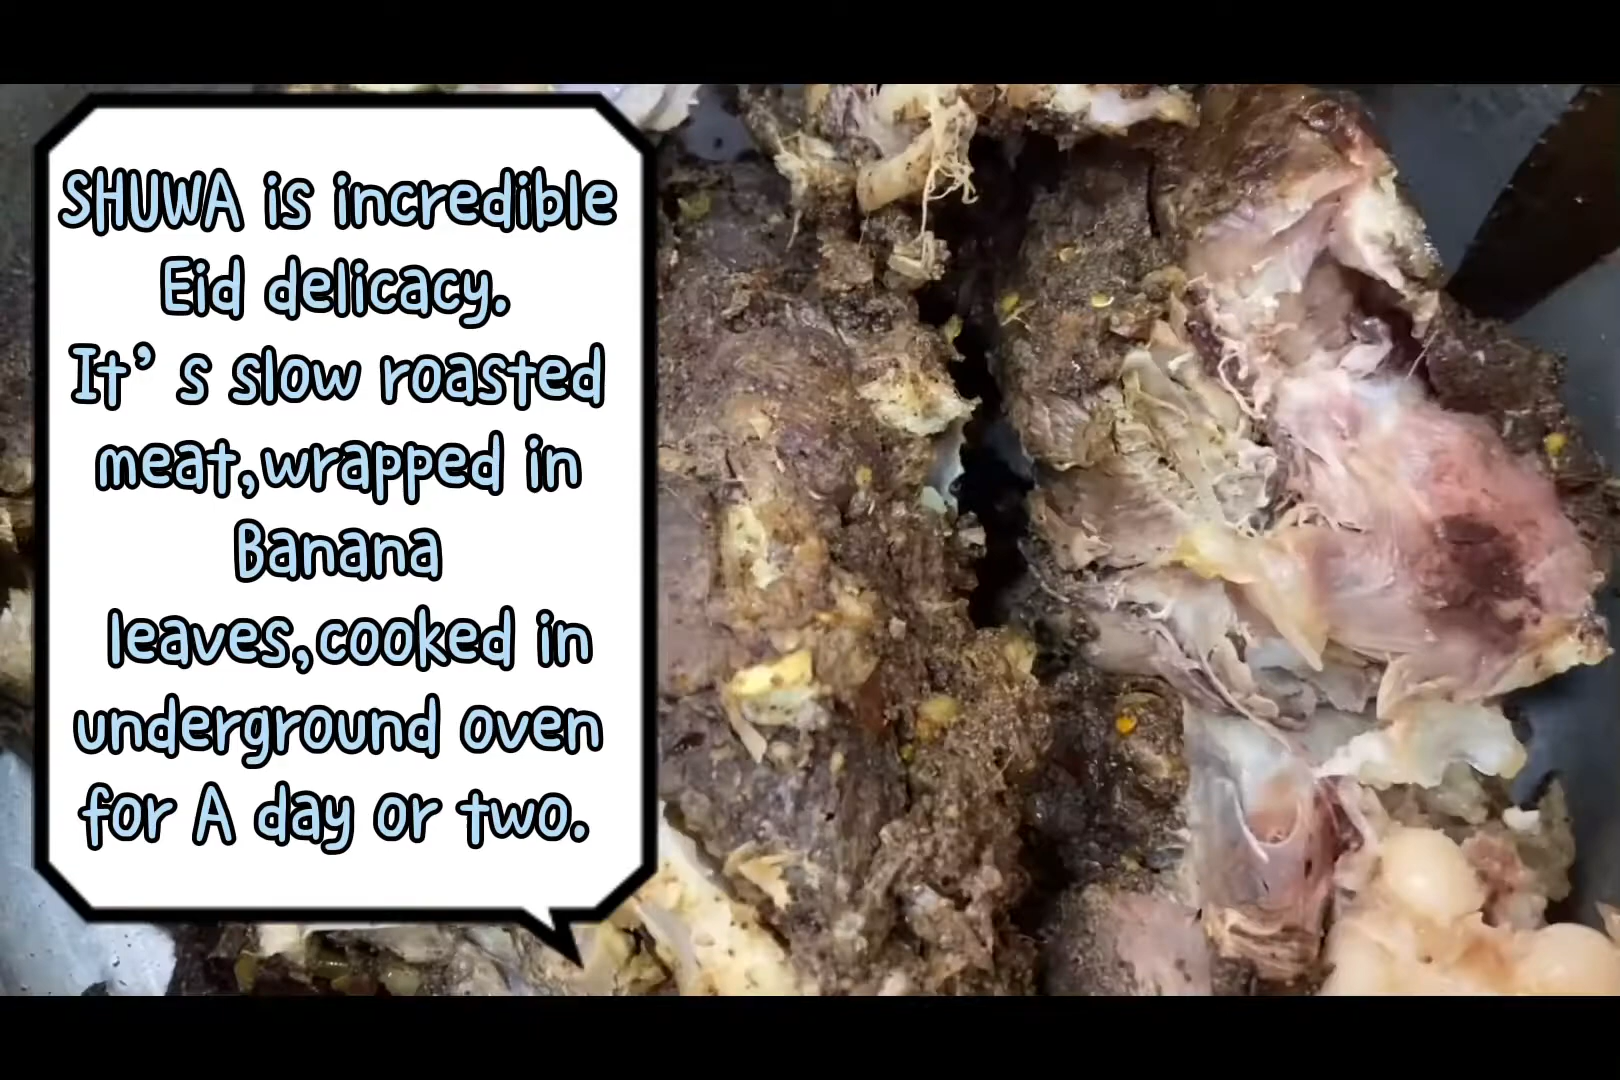 SHUWA is incredible
Eid delicacy.
It’ s slow roasted
meat,wrapped in
Banana
leaves,cooked in
underground oven
for A day or two.